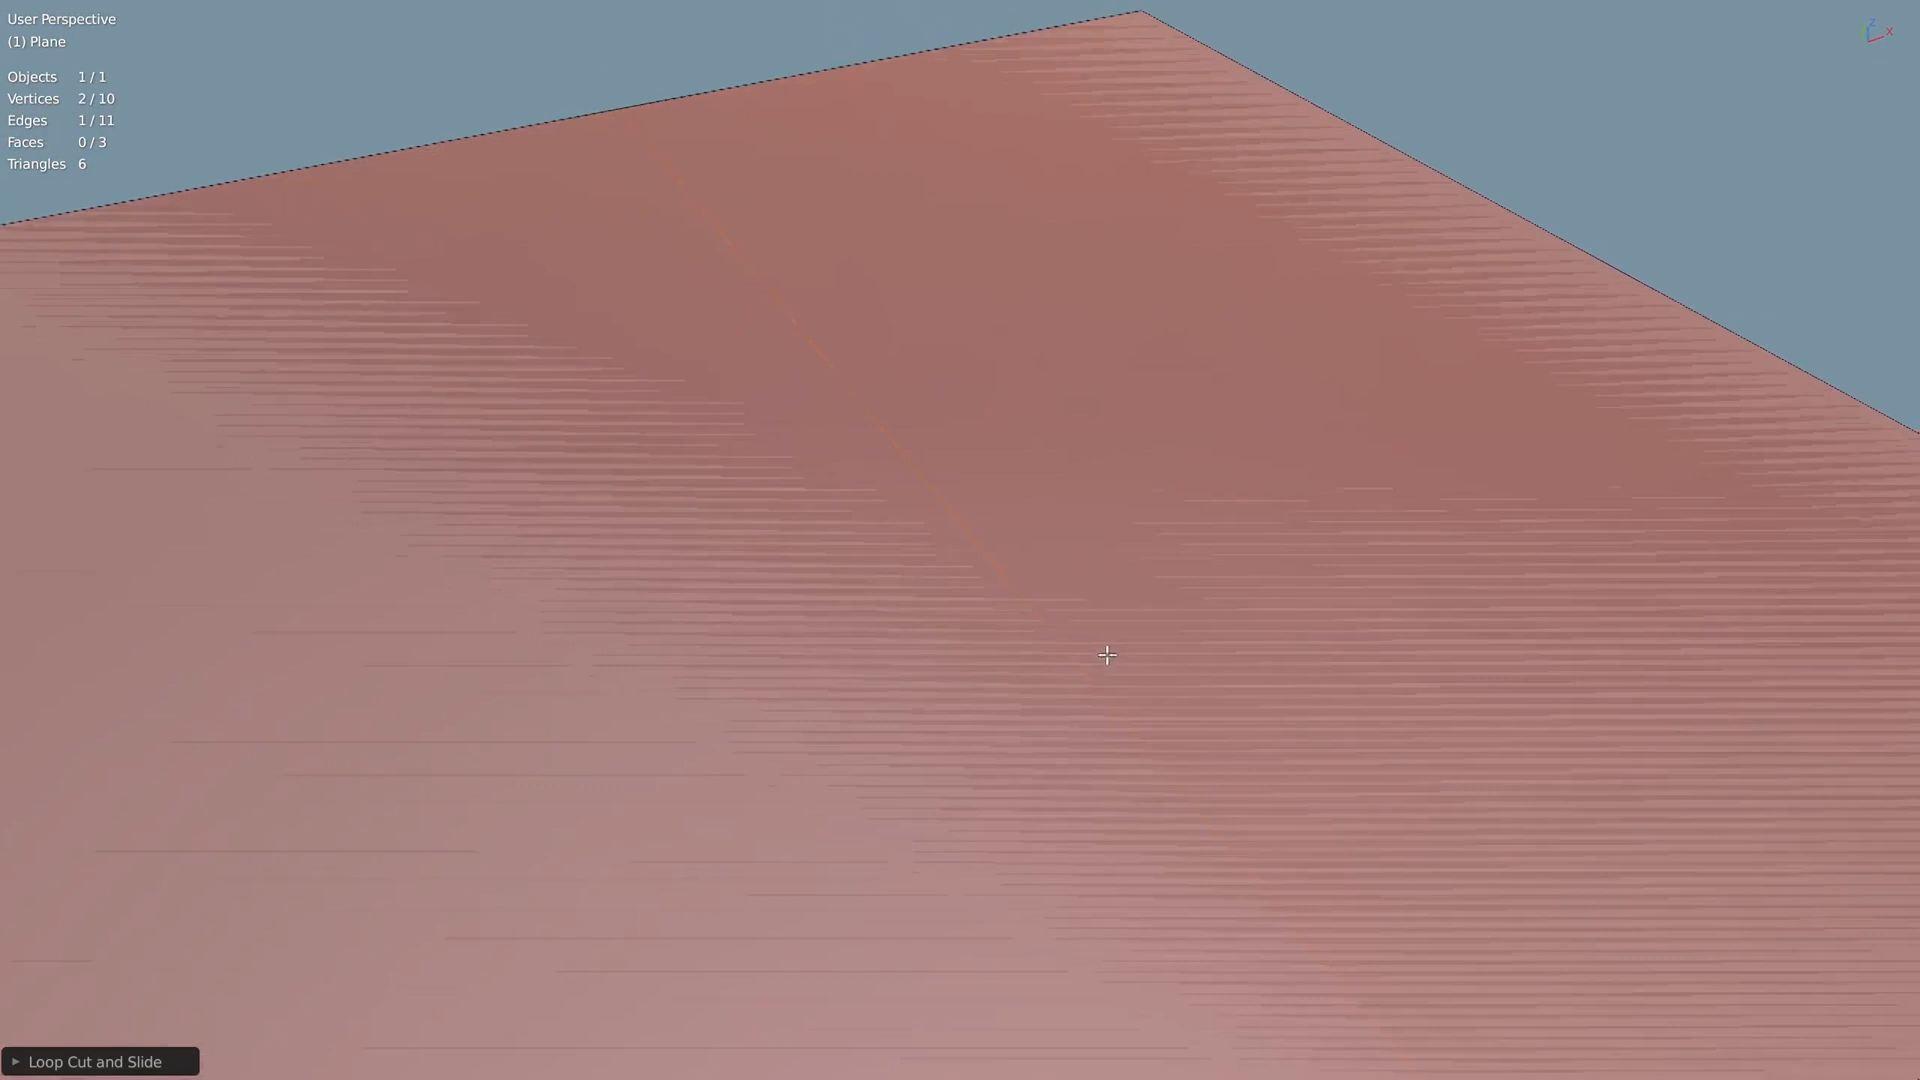 User Perspective
(1) Plane
Objects 1 / 1
Vertices 2 / 10
Edges 1 / 11
Faces 0 / 3
Triangles 6
Z
X
Loop Cut and Slide